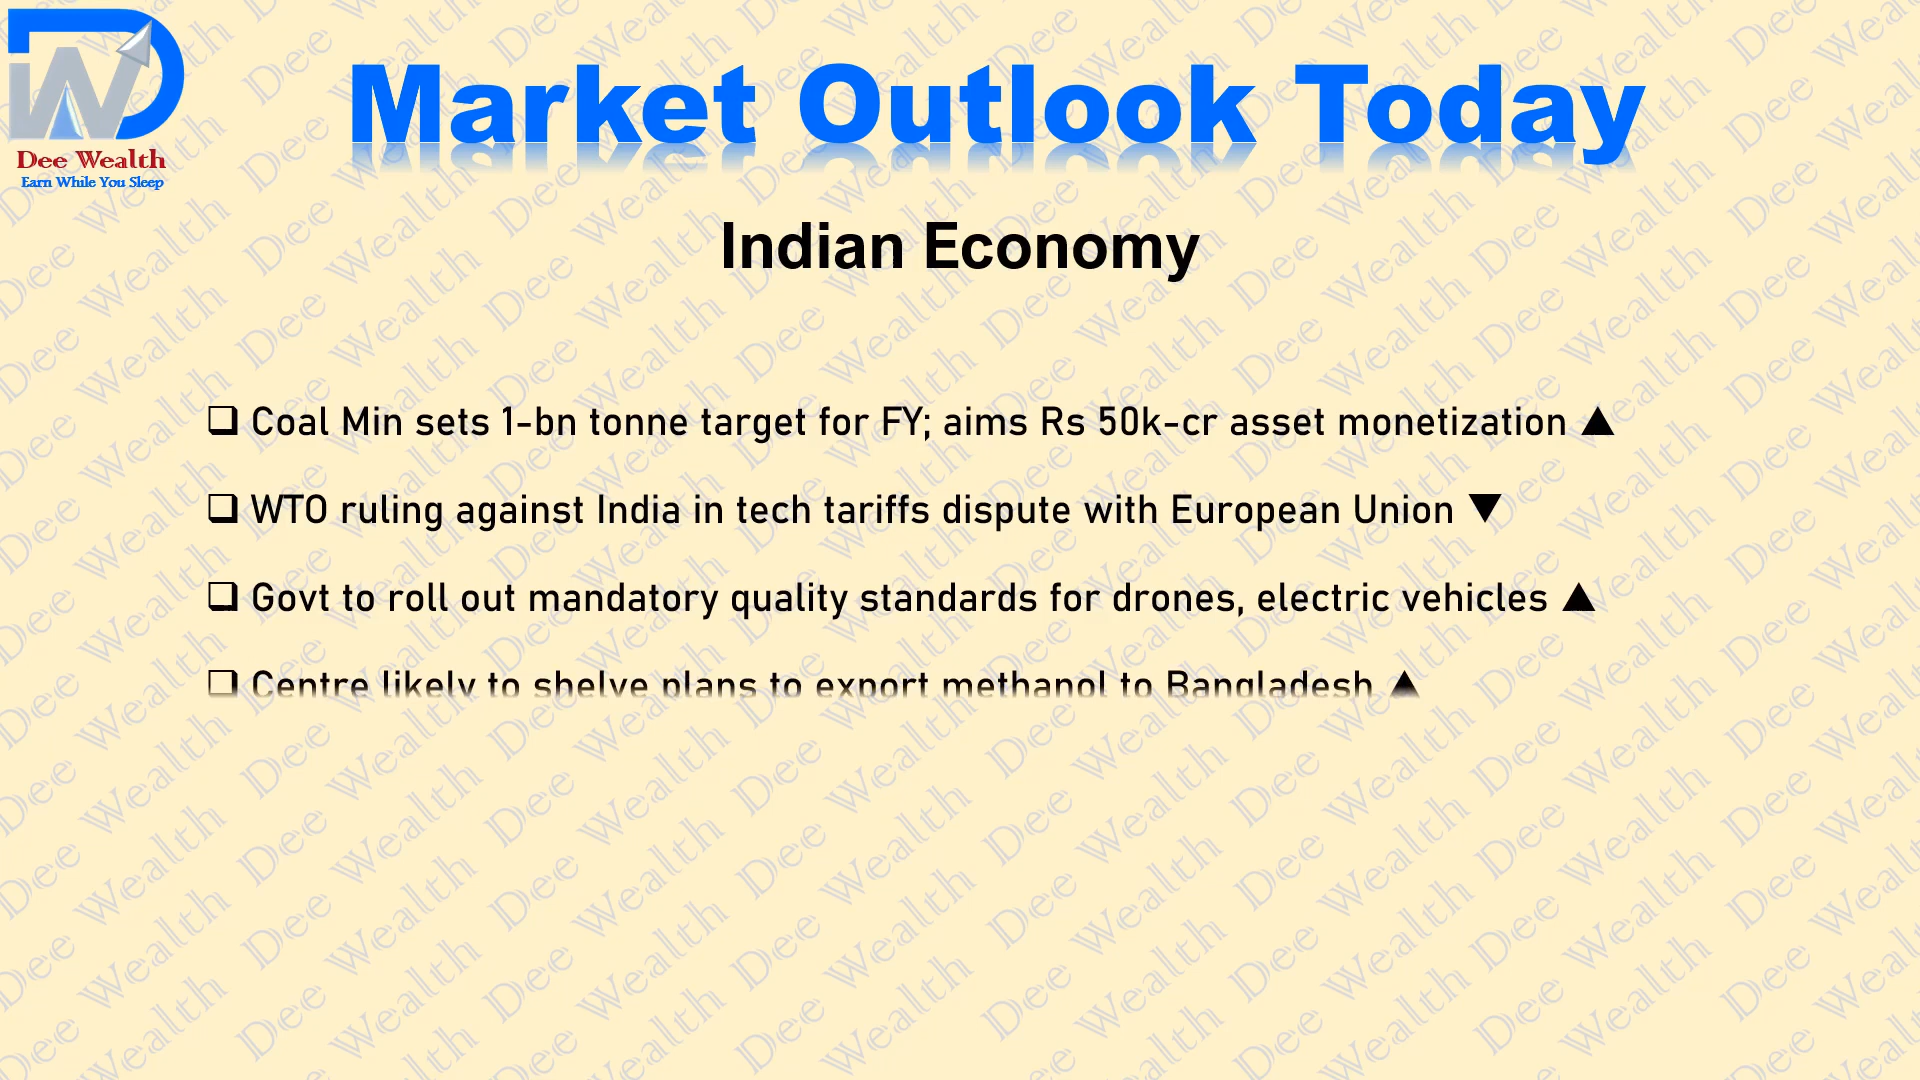 Dee Wealth
Earn While You Sleep
Market Outlook Today
Indian Economy
❑ Coal Min sets 1-bn tonne target for FY; aims Rs 50k-cr asset monetization ▲
❑ WTO ruling against India in tech tariffs dispute with European Union ▼
❑ Govt to roll out mandatory quality standards for drones, electric vehicles ▲
❑ Centre likely to shelve plans to export methanol to Bangladesh ▲